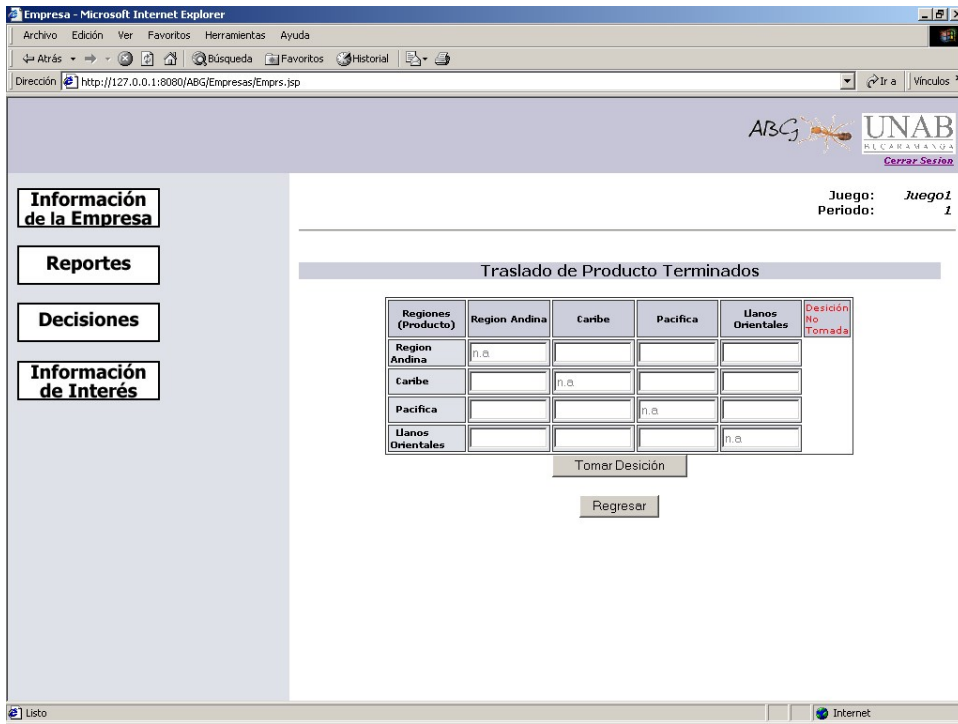 Empresa - Microsoft Internet Explorer
Archivo Edición Ver Favoritos Herramientas Ayuda
Atrás Búsqueda Favoritos Historial
Dirección http://127.0.0.1:8080/ABG/Empresas/Emprs.jsp Ir a Vínculos
ABG UNAB
BUCARAMANGA
Cerrar Sesion
Información
de la Empresa
Reportes
Decisiones
Información
de Interés
Juego: Juego1
Periodo: 1
Traslado de Producto Terminados
Regiones
(Producto)
Region Andina
Caribe
Pacifica
Llanos
Orientales
Desición
No
Tomada
Region
Andina
n.a.
Caribe
n.a.
Pacifica
n.a.
Llanos
Orientales
n.a.
Tomar Desición
Regresar
Listo Internet